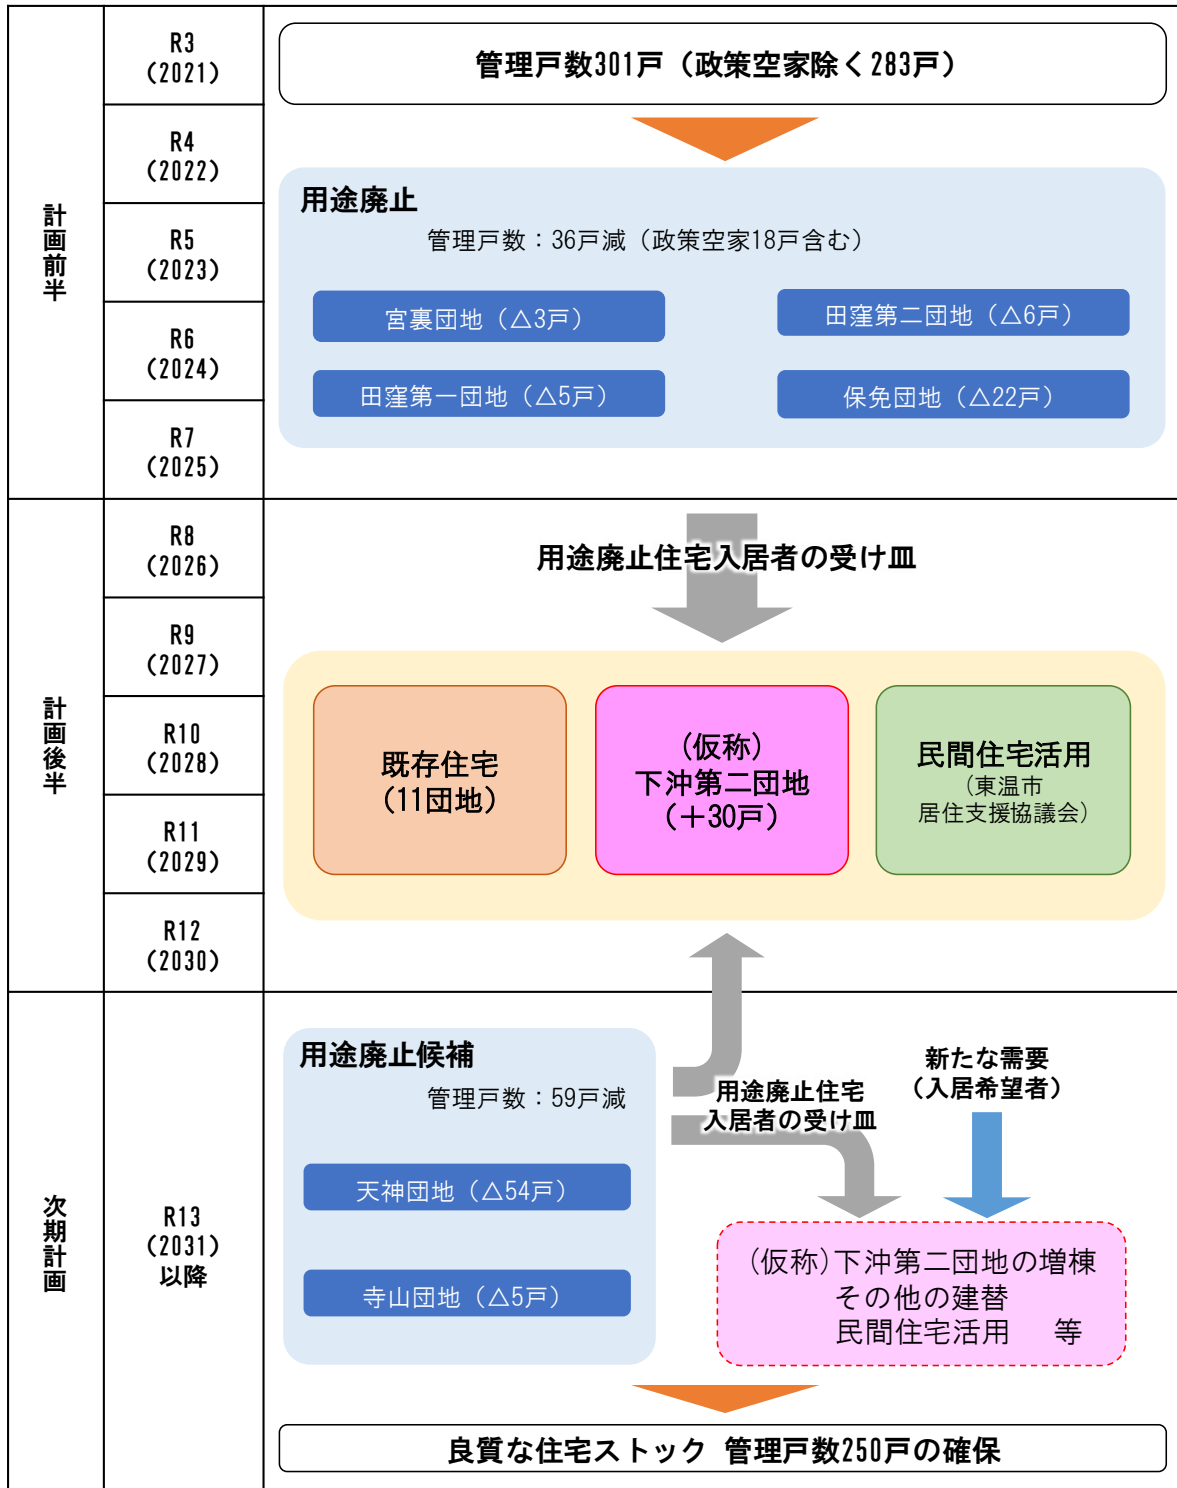 計画前半
R3
(2021)
管理戸数301戸（政策空家除く283戸）
R4
(2022)
R5
(2023)
R6
(2024)
R7
(2025)
用途廃止
管理戸数：36戸減（政策空家18戸含む）
宮裏団地（△3戸）
田窪第二団地（△6戸）
田窪第一団地（△5戸）
保免団地（△22戸）
計画後半
R8
(2026)
R9
(2027)
R10
(2028)
R11
(2029)
R12
(2030)
用途廃止住宅入居者の受け皿
既存住宅
(11団地)
(仮称)
下沖第二団地
(＋30戸)
民間住宅活用
(東温市
居住支援協議会)
次期計画
R13
(2031)
以降
用途廃止候補
管理戸数：59戸減
天神団地（△54戸）
寺山団地（△5戸）
用途廃止住宅
入居者の受け皿
新たな需要
（入居希望者）
(仮称)下沖第二団地の増棟
その他の建替
民間住宅活用　等
良質な住宅ストック 管理戸数250戸の確保